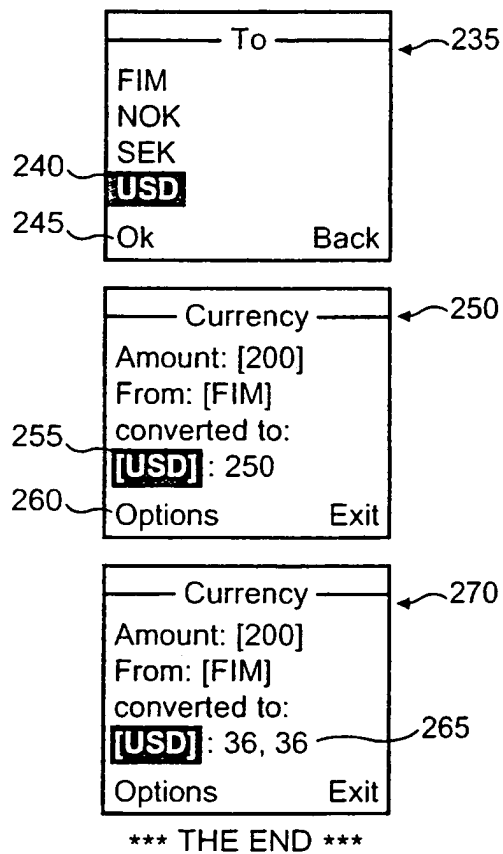 To
235
FIM
NOK
SEK
240
USD
245
Ok Back
Currency
250
Amount: [200]
From: [FIM]
converted to:
255
[USD] : 250
260
Options Exit
Currency
270
Amount: [200]
From: [FIM]
converted to:
[USD] : 36, 36
265
Options Exit
*** THE END ***